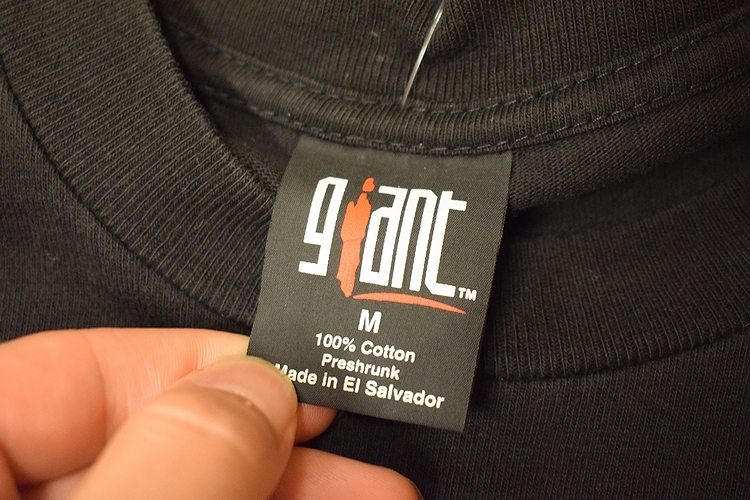 giant™
M
100% Cotton
Preshrunk
Made in El Salvador